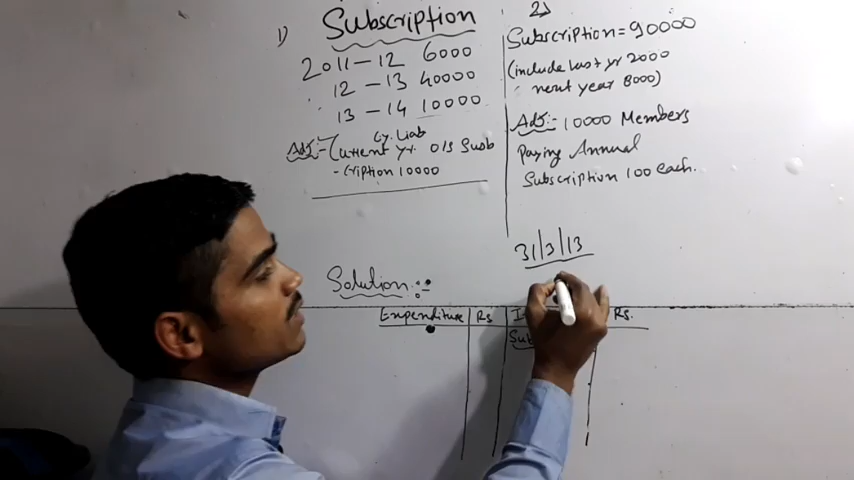 1) Subscription
2011-12 6000
12-13 40000
13-14 10000
Cy. Liab
Adj:- Current yr. O/S Subs
-cription 10000
2)
Subscription = 90000
(include last yr 2000
next year 8000)
Adj:- 10000 Members
Paying Annual
Subscription 100 each.
31/3/13
Solution:-
Expenditure Rs I Rs.
Sub